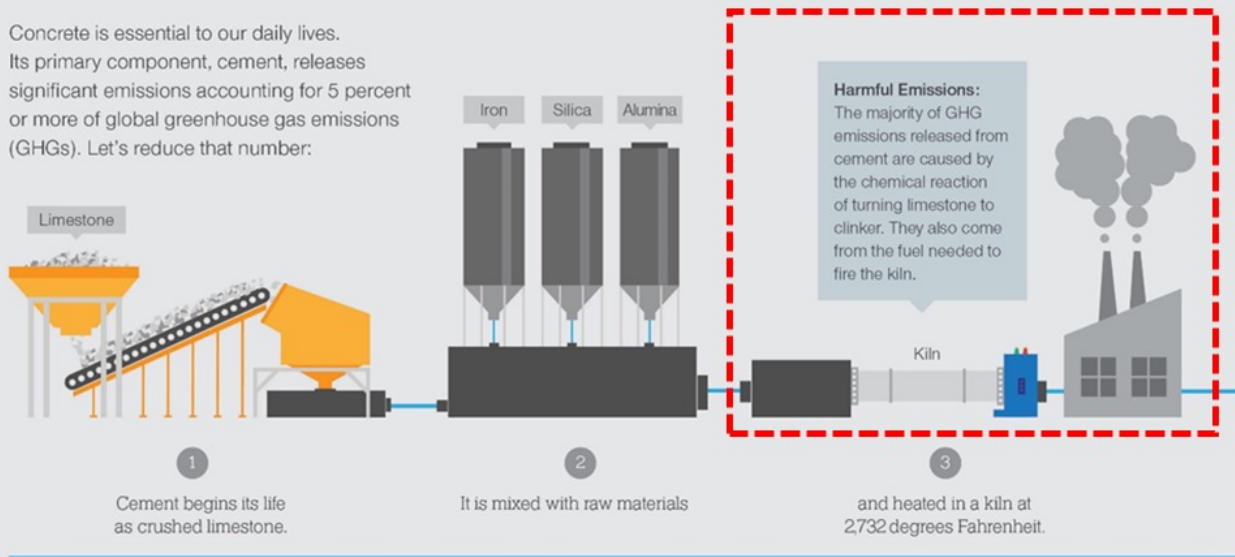 Concrete is essential to our daily lives.
Its primary component, cement, releases
significant emissions accounting for 5 percent
or more of global greenhouse gas emissions
(GHGs). Let's reduce that number:
Limestone
Iron
Silica
Alumina
Harmful Emissions:
The majority of GHG
emissions released from
cement are caused by
the chemical reaction
of turning limestone to
clinker. They also come
from the fuel needed to
fire the kiln.
Kiln
1
Cement begins its life
as crushed limestone.
2
It is mixed with raw materials
3
and heated in a kiln at
2,732 degrees Fahrenheit.